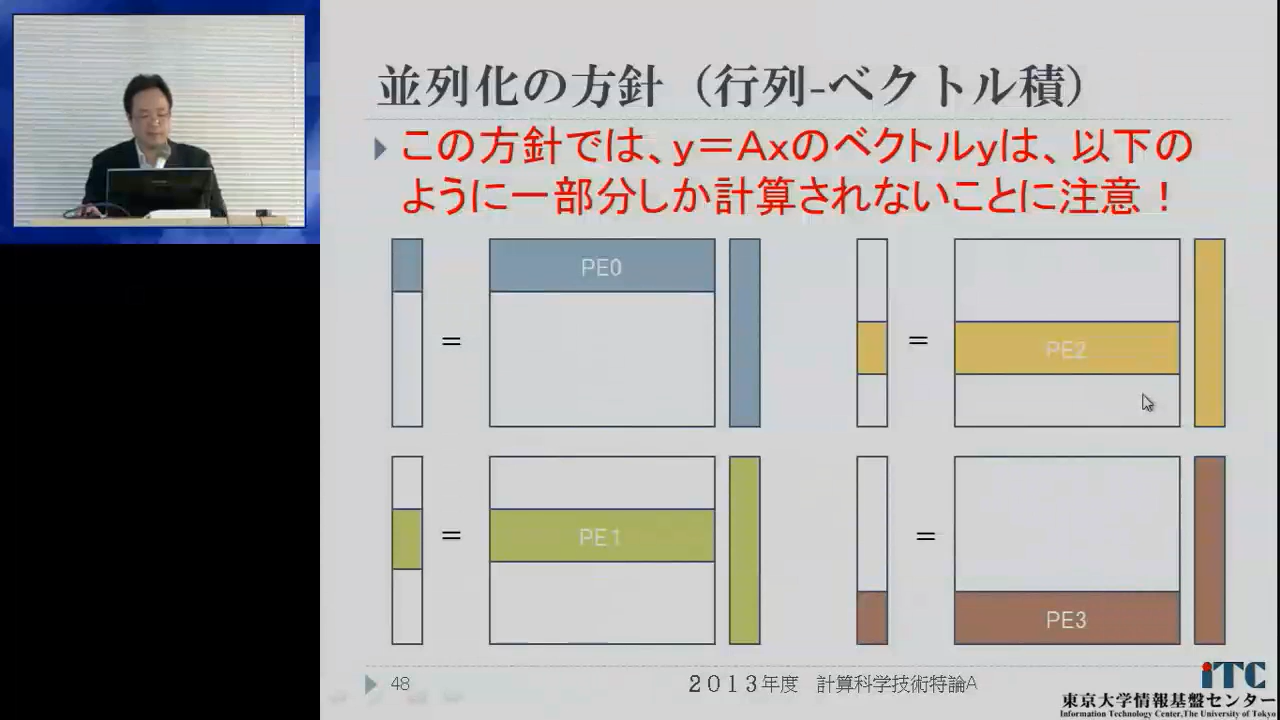 並列化の方針（行列-ベクトル積）
この方針では、y＝Axのベクトルyは、以下の
ように一部分しか計算されないことに注意！
PE0
=
PE2
=
PE1
=
PE3
=
48
２０１３年度　計算科学技術特論A
iTC
東京大学情報基盤センター
Information Technology Center,The University of Tokyo